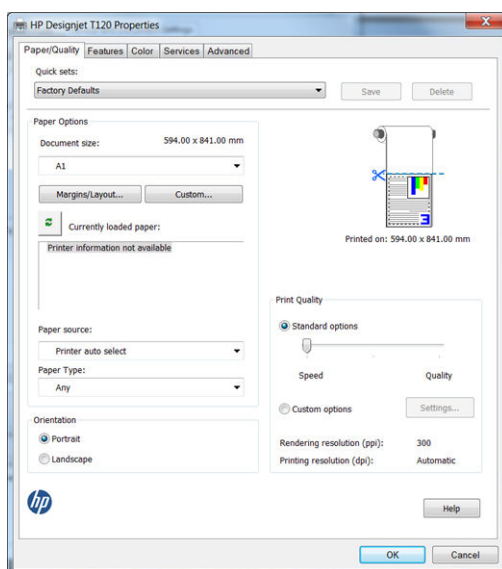 HP Designjet T120 Properties
Paper/Quality Features Color Services Advanced
Quick sets:
Factory Defaults
Save
Delete
Paper Options
Document size:
594.00 x 841.00 mm
A1
Margins/Layout...
Custom...
Currently loaded paper:
Printer information not available
Paper source:
Printer auto select
Paper Type:
Any
Orientation
Portrait
Landscape
3
Printed on: 594.00 x 841.00 mm
Print Quality
Standard options
Speed
Quality
Custom options
Settings...
Rendering resolution (ppi): 300
Printing resolution (dpi): Automatic
hp
Help
OK
Cancel